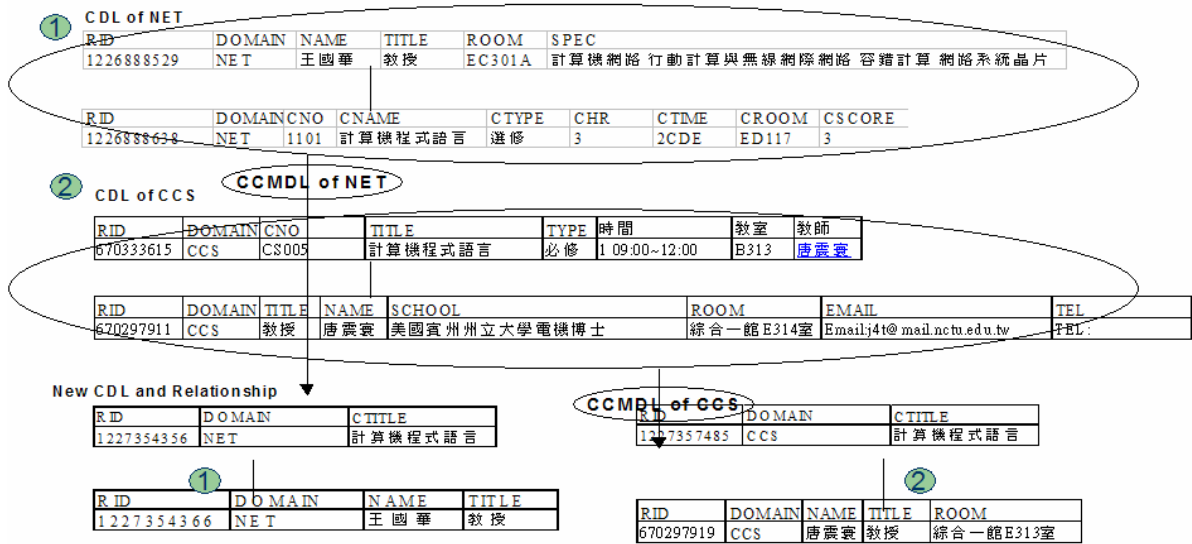 1 CDL of NET
RID DOMAIN NAME TITLE ROOM SPEC
1226888529 NET 王國華 教授 EC301A 計算機網路 行動計算與無線網際網路 容錯計算 網路系統晶片
RID DOMAIN CNO CNAME CTYPE CHR CTIME CROOM CSCORE
1226888638 NET 1101 計算機程式語言 選修 3 2CDE ED117 3
CCMDL of NET
2 CDL of CCS
RID DOMAIN CNO TITLE TYPE 時間 教室 教師
670333615 CCS CS005 計算機程式語言 必修 1 09:00~12:00 B313 唐震寰
RID DOMAIN TITLE NAME SCHOOL ROOM EMAIL TEL
670297911 CCS 教授 唐震寰 美國賓州州立大學電機博士 綜合一館E314室 Email:j4t@mail.nctu.edu.tw TEL:
New CDL and Relationship
CCMDL of CCS
RID DOMAIN CTITLE
1227354356 NET 計算機程式語言
RID DOMAIN CTITLE
1227357485 CCS 計算機程式語言
1
RID DOMAIN NAME TITLE
1227354366 NET 王國華 教授
2
RID DOMAIN NAME TITLE ROOM
670297919 CCS 唐震寰 教授 綜合一館E313室